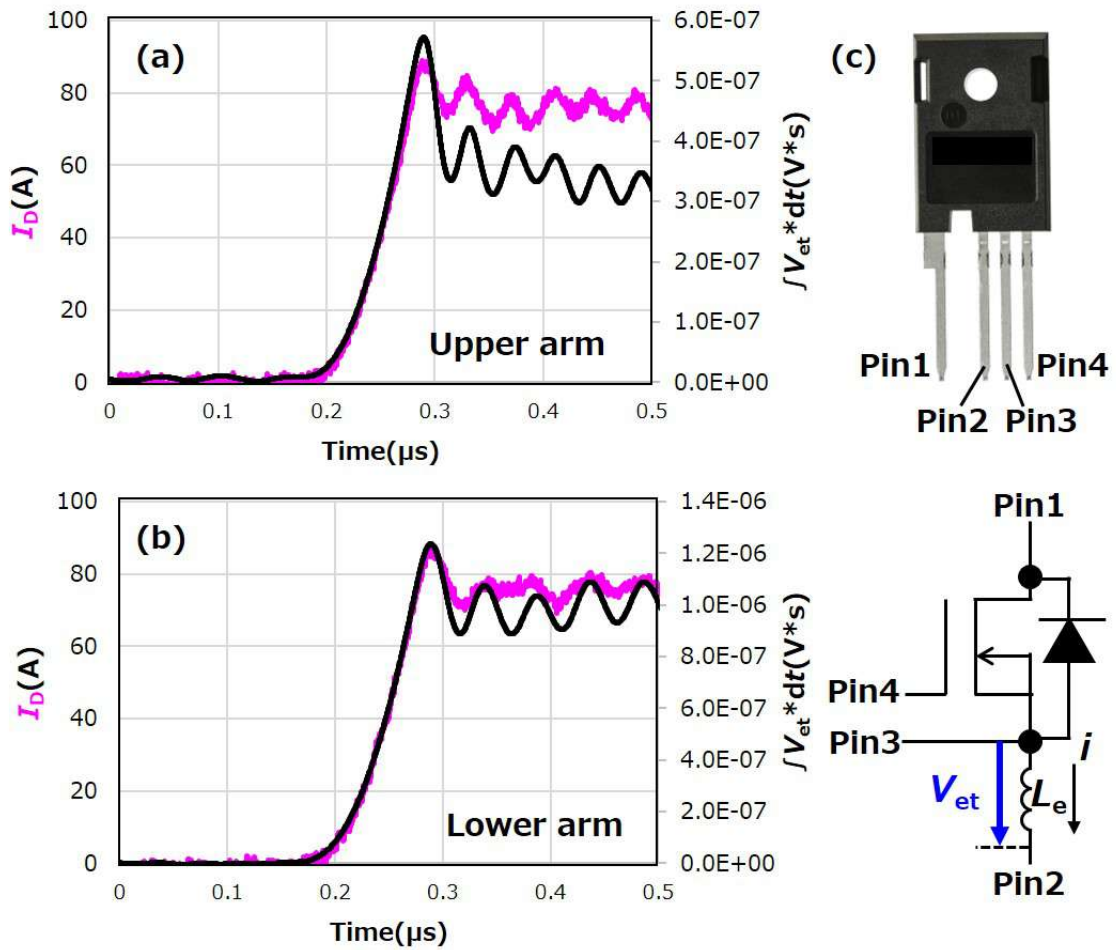 (a)
100
80
60
40
20
0
I_D(A)
6.0E-07
5.0E-07
4.0E-07
3.0E-07
2.0E-07
1.0E-07
0.0E+00
∫V_et*dt(V*s)
Upper arm
0
0.1
0.2
0.3
0.4
0.5
Time(μs)
(b)
100
80
60
40
20
0
I_D(A)
1.4E-06
1.2E-06
1.0E-06
8.0E-07
6.0E-07
4.0E-07
2.0E-07
0.0E+00
∫V_et*dt(V*s)
Lower arm
0
0.1
0.2
0.3
0.4
0.5
Time(μs)
(c)
Pin1
Pin4
Pin2
Pin3
Pin1
Pin4
Pin3
V_et
L_e
i
Pin2